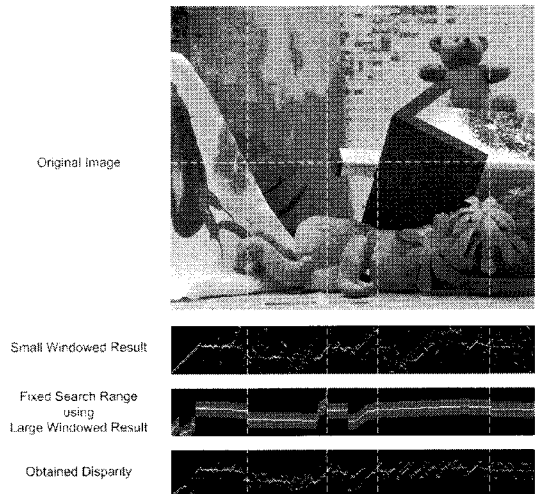 Original Image
Small Windowed Result
Fixed Search Range
using
Large Windowed Result
Obtained Disparity